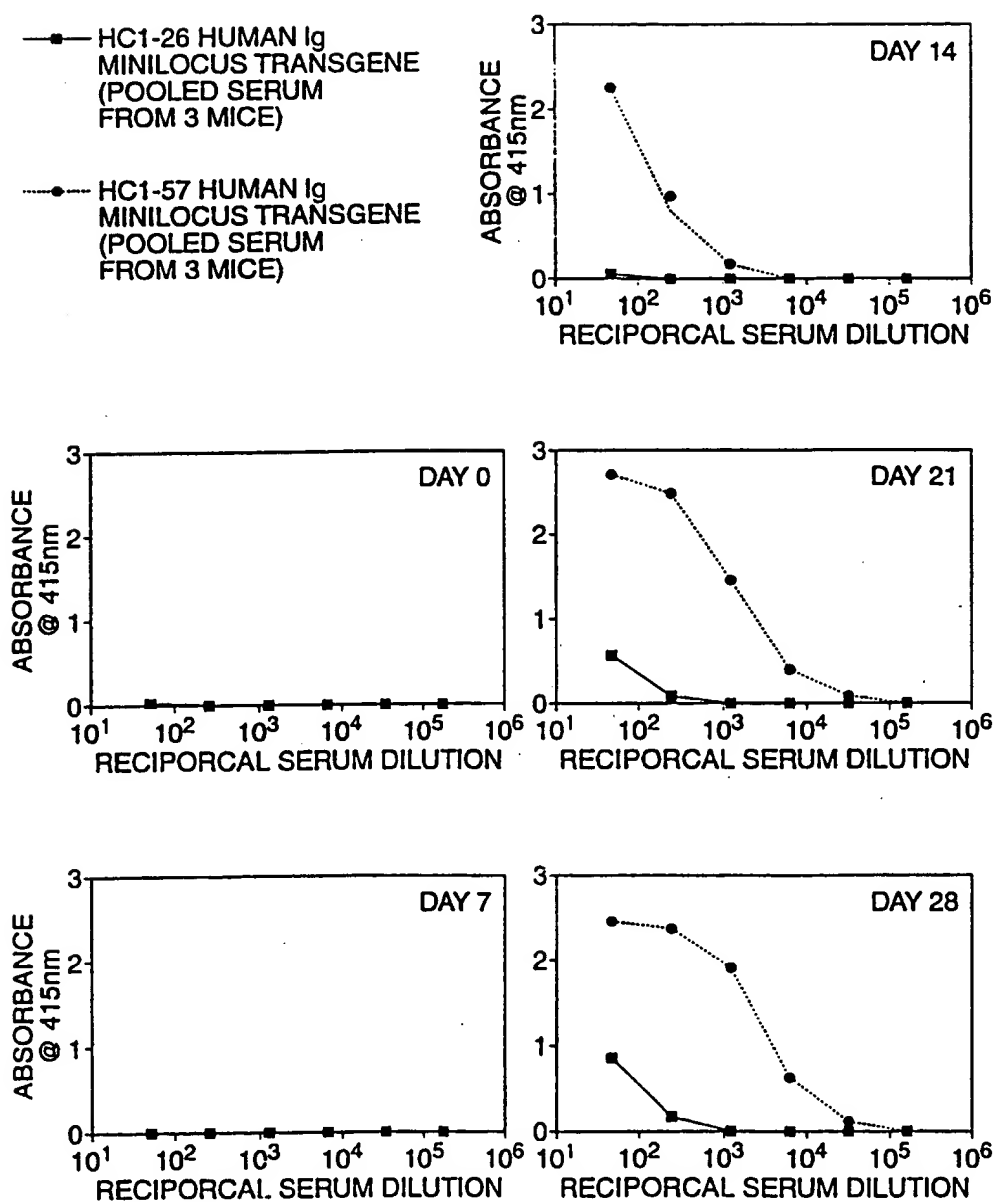 HC1-26 HUMAN Ig
MINILOCUS TRANSGENE
(POOLED SERUM
FROM 3 MICE)
HC1-57 HUMAN Ig
MINILOCUS TRANSGENE
(POOLED SERUM
FROM 3 MICE)
DAY 14
ABSORBANCE
@ 415nm
3
2
1
0
10¹ 10² 10³ 10⁴ 10⁵ 10⁶
RECIPORCAL SERUM DILUTION
DAY 0
ABSORBANCE
@ 415nm
3
2
1
0
10¹ 10² 10³ 10⁴ 10⁵ 10⁶
RECIPORCAL SERUM DILUTION
DAY 21
3
2
1
0
10¹ 10² 10³ 10⁴ 10⁵ 10⁶
RECIPORCAL SERUM DILUTION
DAY 7
ABSORBANCE
@ 415nm
3
2
1
0
10¹ 10² 10³ 10⁴ 10⁵ 10⁶
RECIPORCAL SERUM DILUTION
DAY 28
3
2
1
0
10¹ 10² 10³ 10⁴ 10⁵ 10⁶
RECIPORCAL SERUM DILUTION